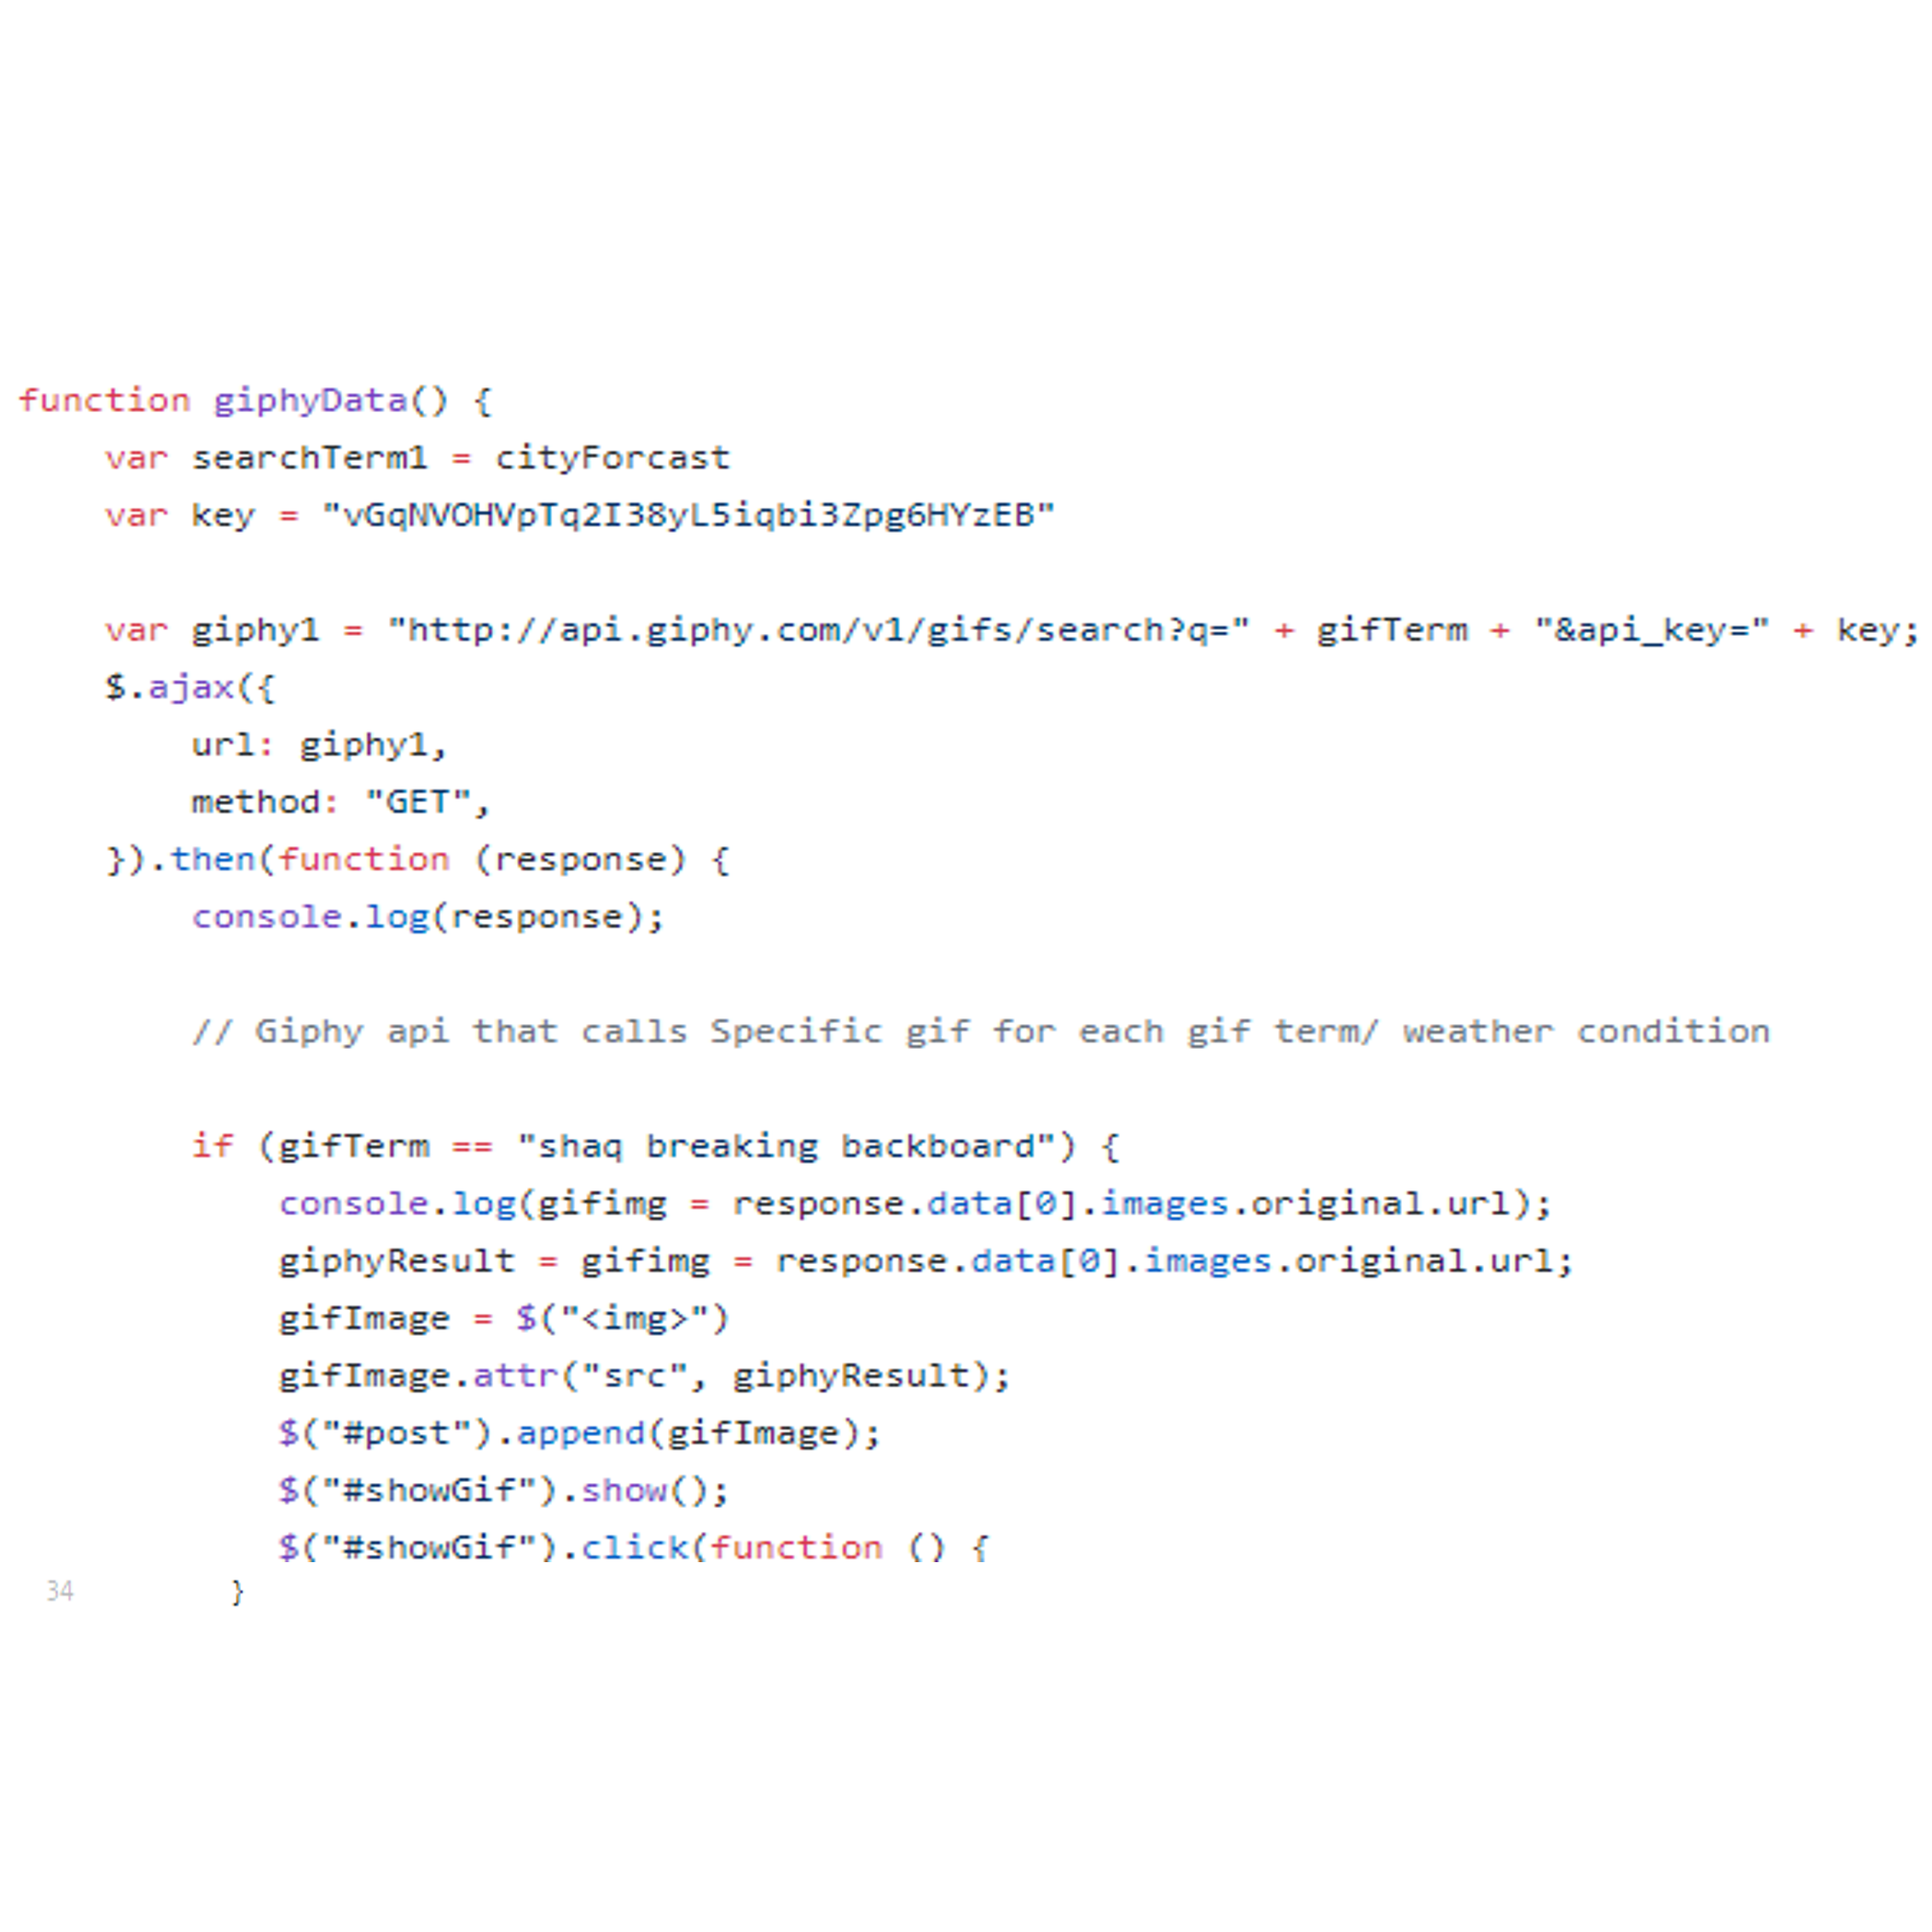 function giphyData() {
    var searchTerm1 = cityForcast
    var key = "vGqNVOHVpTq2I38yL5iqbi3Zpg6HYzEB"
    var giphy1 = "http://api.giphy.com/v1/gifs/search?q=" + gifTerm + "&api_key=" + key;
    $.ajax({
        url: giphy1,
        method: "GET",
    }).then(function (response) {
        console.log(response);
        // Giphy api that calls Specific gif for each gif term/ weather condition
        if (gifTerm == "shaq breaking backboard") {
            console.log(gifimg = response.data[0].images.original.url);
            giphyResult = gifimg = response.data[0].images.original.url;
            gifImage = $("<img>")
            gifImage.attr("src", giphyResult);
            $("#post").append(gifImage);
            $("#showGif").show();
            $("#showGif").click(function () {
34        }